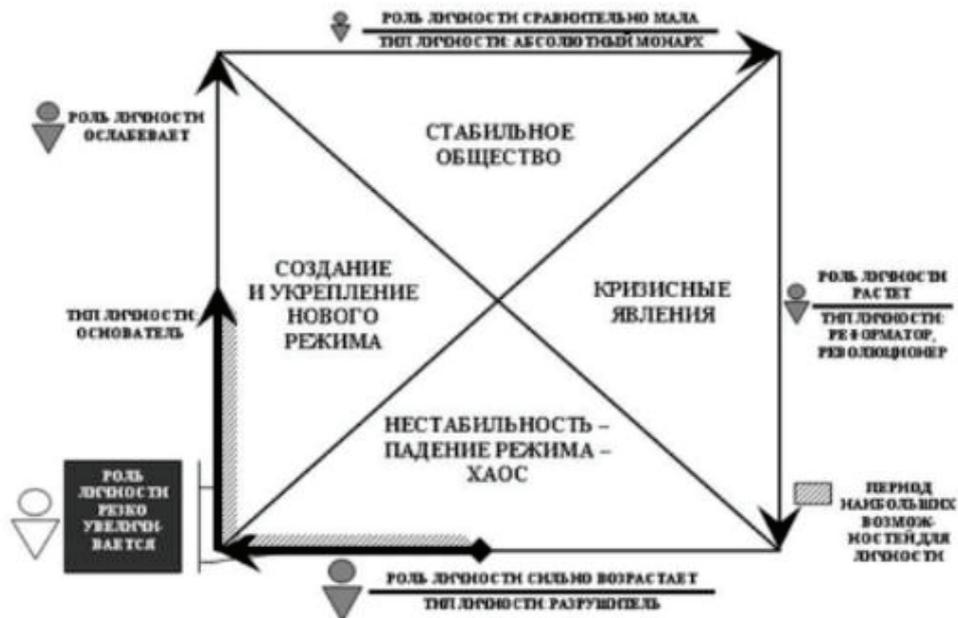 РОЛЬ ЛИЧНОСТИ СРАВНИТЕЛЬНО МАЛА
ТИП ЛИЧНОСТИ: АБСОЛЮТНЫЙ МОНАРХ
РОЛЬ ЛИЧНОСТИ
ОСЛАБЕВАЕТ
СТАБИЛЬНОЕ
ОБЩЕСТВО
СОЗДАНИЕ
И УКРЕПЛЕНИЕ
НОВОГО
РЕЖИМА
КРИЗИСНЫЕ
ЯВЛЕНИЯ
РОЛЬ ЛИЧНОСТИ
РАСТЕТ
ТИП ЛИЧНОСТИ:
РЕФОРМАТОР,
РЕВОЛЮЦИОНЕР
ТИП ЛИЧНОСТИ:
ОСНОВАТЕЛЬ
НЕСТАБИЛЬНОСТЬ –
ПАДЕНИЕ РЕЖИМА –
ХАОС
РОЛЬ
ЛИЧНОСТИ
РЕЗКО
УВЕЛИЧИ-
ВАЕТСЯ
ПЕРИОД
НАИБОЛЬШИХ
ВОЗМОЖ-
НОСТЕЙ ДЛЯ
ЛИЧНОСТИ
РОЛЬ ЛИЧНОСТИ СИЛЬНО ВОЗРАСТАЕТ
ТИП ЛИЧНОСТИ: РАЗРУШИТЕЛЬ